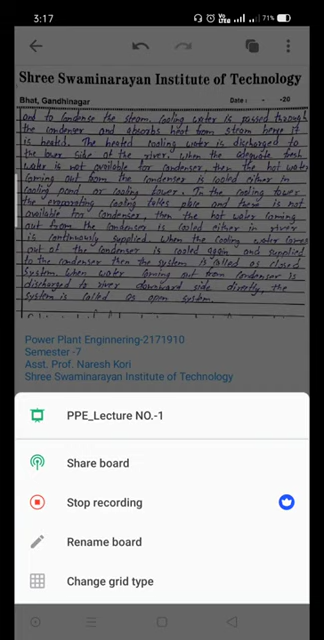 3:17
71%
Shree Swaminarayan Institute of Technology
Bhat, Gandhinagar
Date : - -20
and to condense the steam. Cooling water is passed through
the condenser and absorbs heat from steam hence it
is heated. The heated cooling water is discharged to
the lower side of the river. when the adequate fresh
water is not available for condenser, then the hot water
coming out from the condenser is cooled either in
cooling pond or cooling tower. In the cooling tower
the evaporating cooling takes place and there is not
available for condenser, then the hot water coming
out from the condenser is cooled either in river
is continuously supplied. when the cooling water comes
out of the condenser is cooled again and supplied
to the condenser then the system is called as closed
system. when water coming out from condenser is
discharged to river downward side directly, the
system is called as open system.
Power Plant Enginnering-2171910
Semester -7
Asst. Prof. Naresh Kori
Shree Swaminarayan Institute of Technology
PPE_Lecture NO.-1
Share board
Stop recording
Rename board
Change grid type